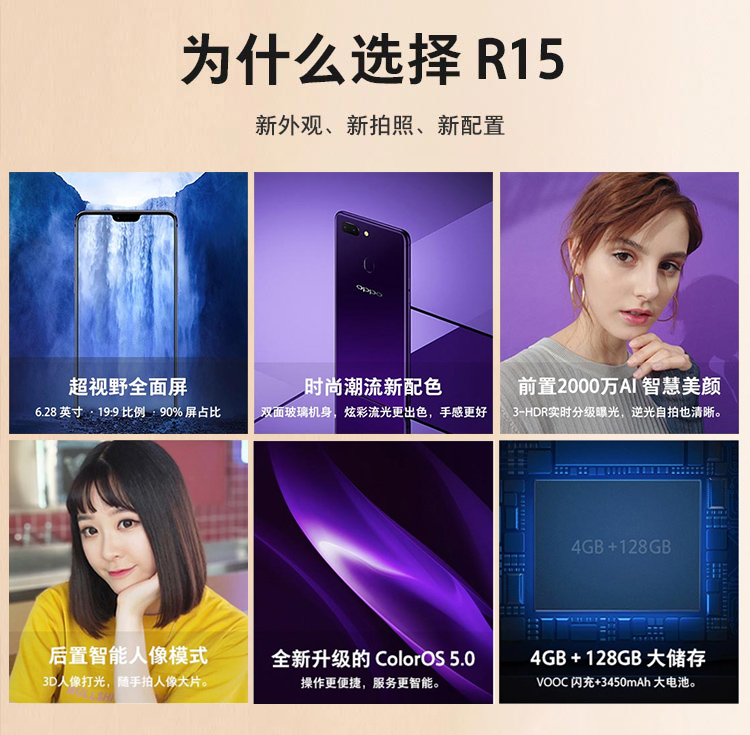 为什么选择 R15
新外观、新拍照、新配置
oppo
超视野全面屏
6.28 英寸 · 19:9 比例 · 90% 屏占比
时尚潮流新配色
双面玻璃机身，炫彩流光更出色，手感更好
前置2000万AI 智慧美颜
3-HDR实时分级曝光，逆光自拍也清晰。
后置智能人像模式
3D人像打光，随手拍人像大片。
全新升级的 ColorOS 5.0
操作更便捷，服务更智能。
4GB +128GB
4GB + 128GB 大储存
VOOC 闪充+3450mAh 大电池。